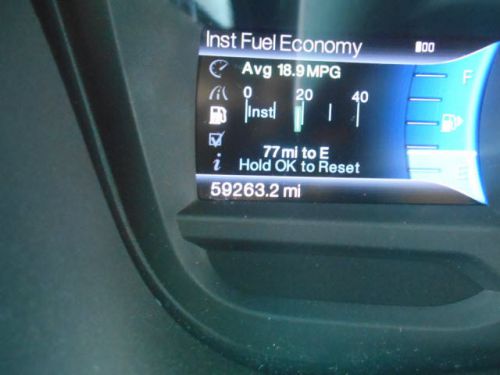 Inst Fuel Economy
Avg 18.9 MPG
0 20 40
Inst
77 mi to E
Hold OK to Reset
59263.2 mi
F
E